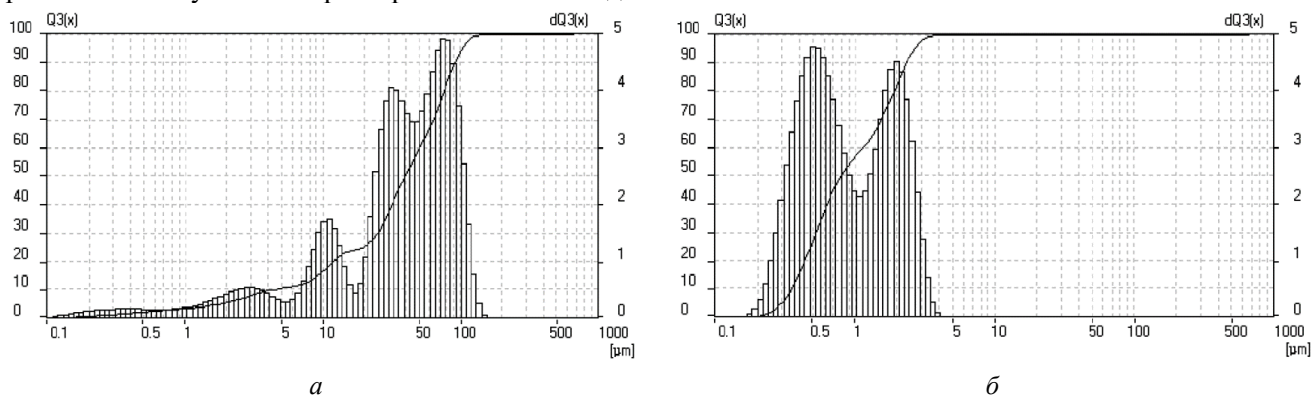 Q3(x) dQ3(x) Q3(x) dQ3(x)
100 5 100 5
90 90
80 4 80 4
70 70
60 3 60 3
50 50
40 2 40 2
30 30
20 1 20 1
10 10
0 0 0 0
0.1 0.5 1 5 10 50 100 500 1000 0.1 0.5 1 5 10 50 100 500 1000
[µm] [µm]
а б